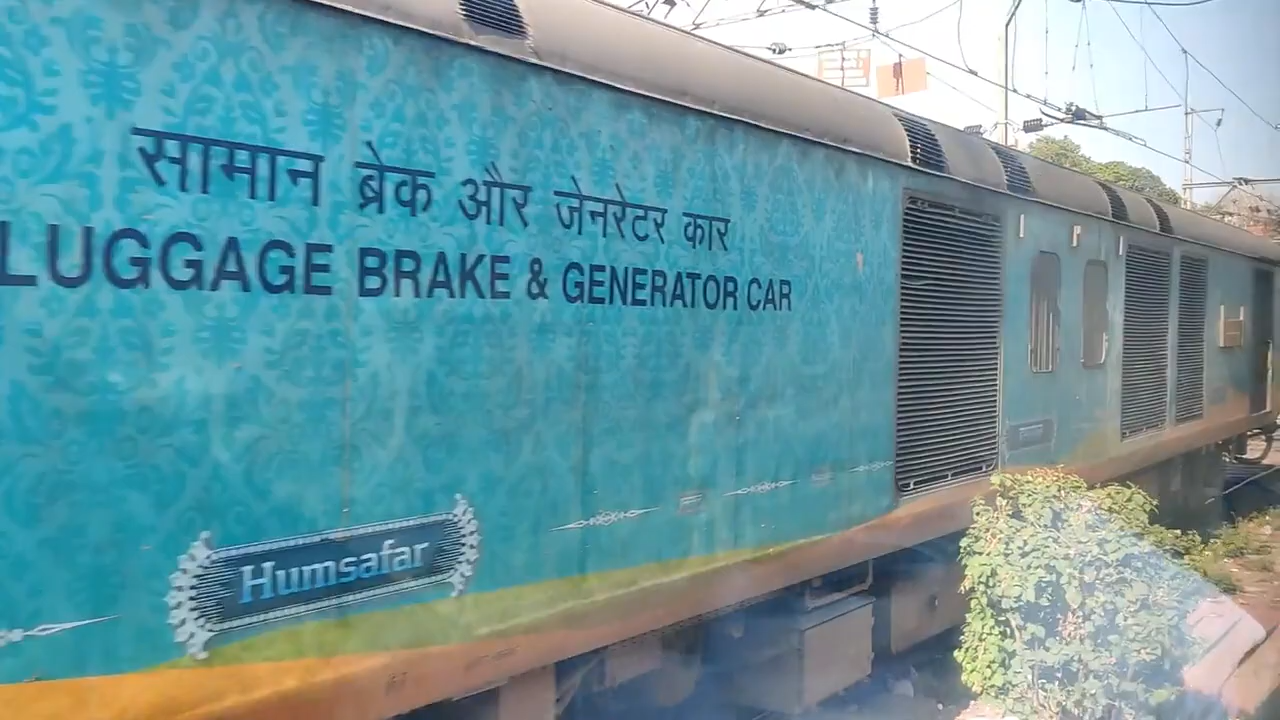 सामान ब्रेक और जेनरेटर कार
LUGGAGE BRAKE & GENERATOR CAR
Humsafar